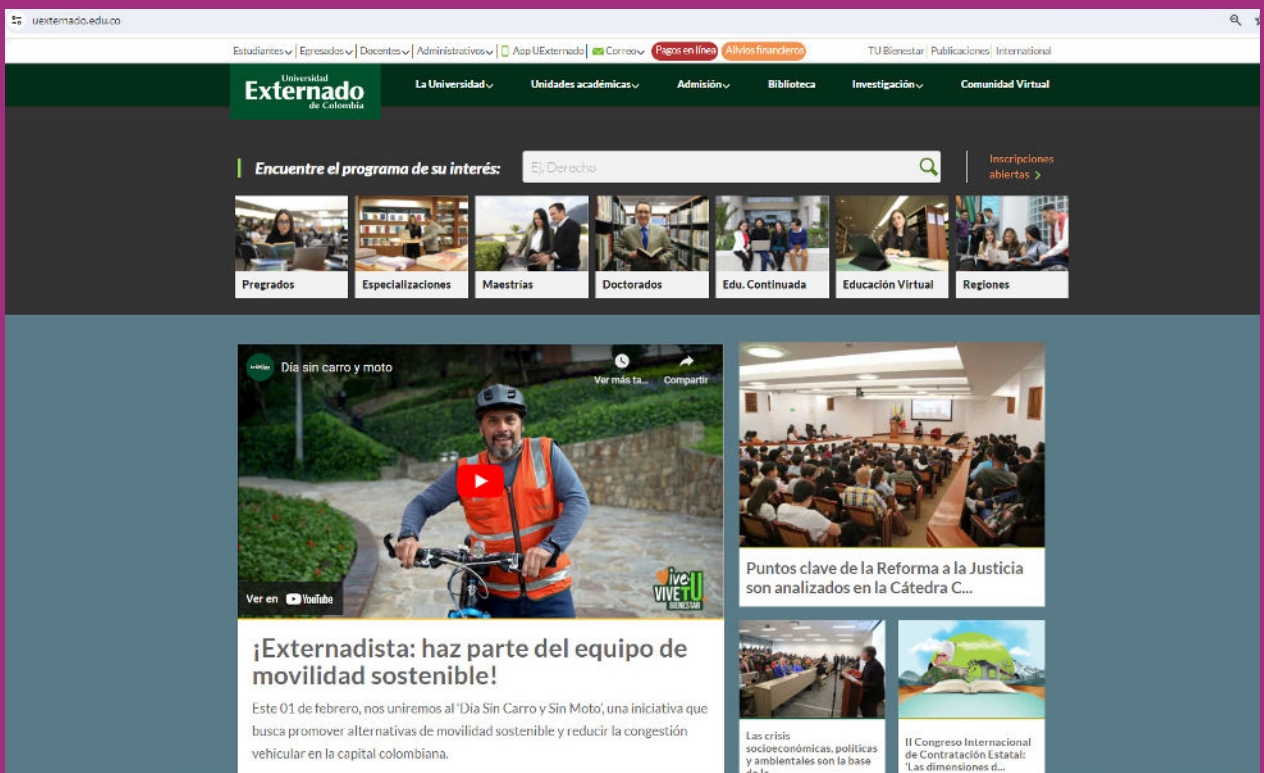 uexternado.edu.co
Estudiantes | Egresados | Docentes | Administrativos | App UExternado | Correo Pagos en línea Alivios financieros TU Bienestar | Publicaciones | International
Universidad
Externado
de Colombia
La Universidad Unidades académicas Admisión Biblioteca Investigación Comunidad Virtual
Encuentre el programa de su interés: Ej. Derecho
Inscripciones
abiertas >
Pregrados Especializaciones Maestrías Doctorados Edu. Continuada Educación Virtual Regiones
Día sin carro y moto
Ver más ta... Compartir
Vive
VIVE TU
BIENESTAR
Ver en YouTube
¡Externadista: haz parte del equipo de
movilidad sostenible!
Este 01 de febrero, nos uniremos al 'Día Sin Carro y Sin Moto', una iniciativa que
busca promover alternativas de movilidad sostenible y reducir la congestión
vehicular en la capital colombiana.
Puntos clave de la Reforma a la Justicia
son analizados en la Cátedra C...
Las crisis
socioeconómicas, políticas
y ambientales son la base
de la
II Congreso Internacional
de Contratación Estatal:
'Las dimensiones d...